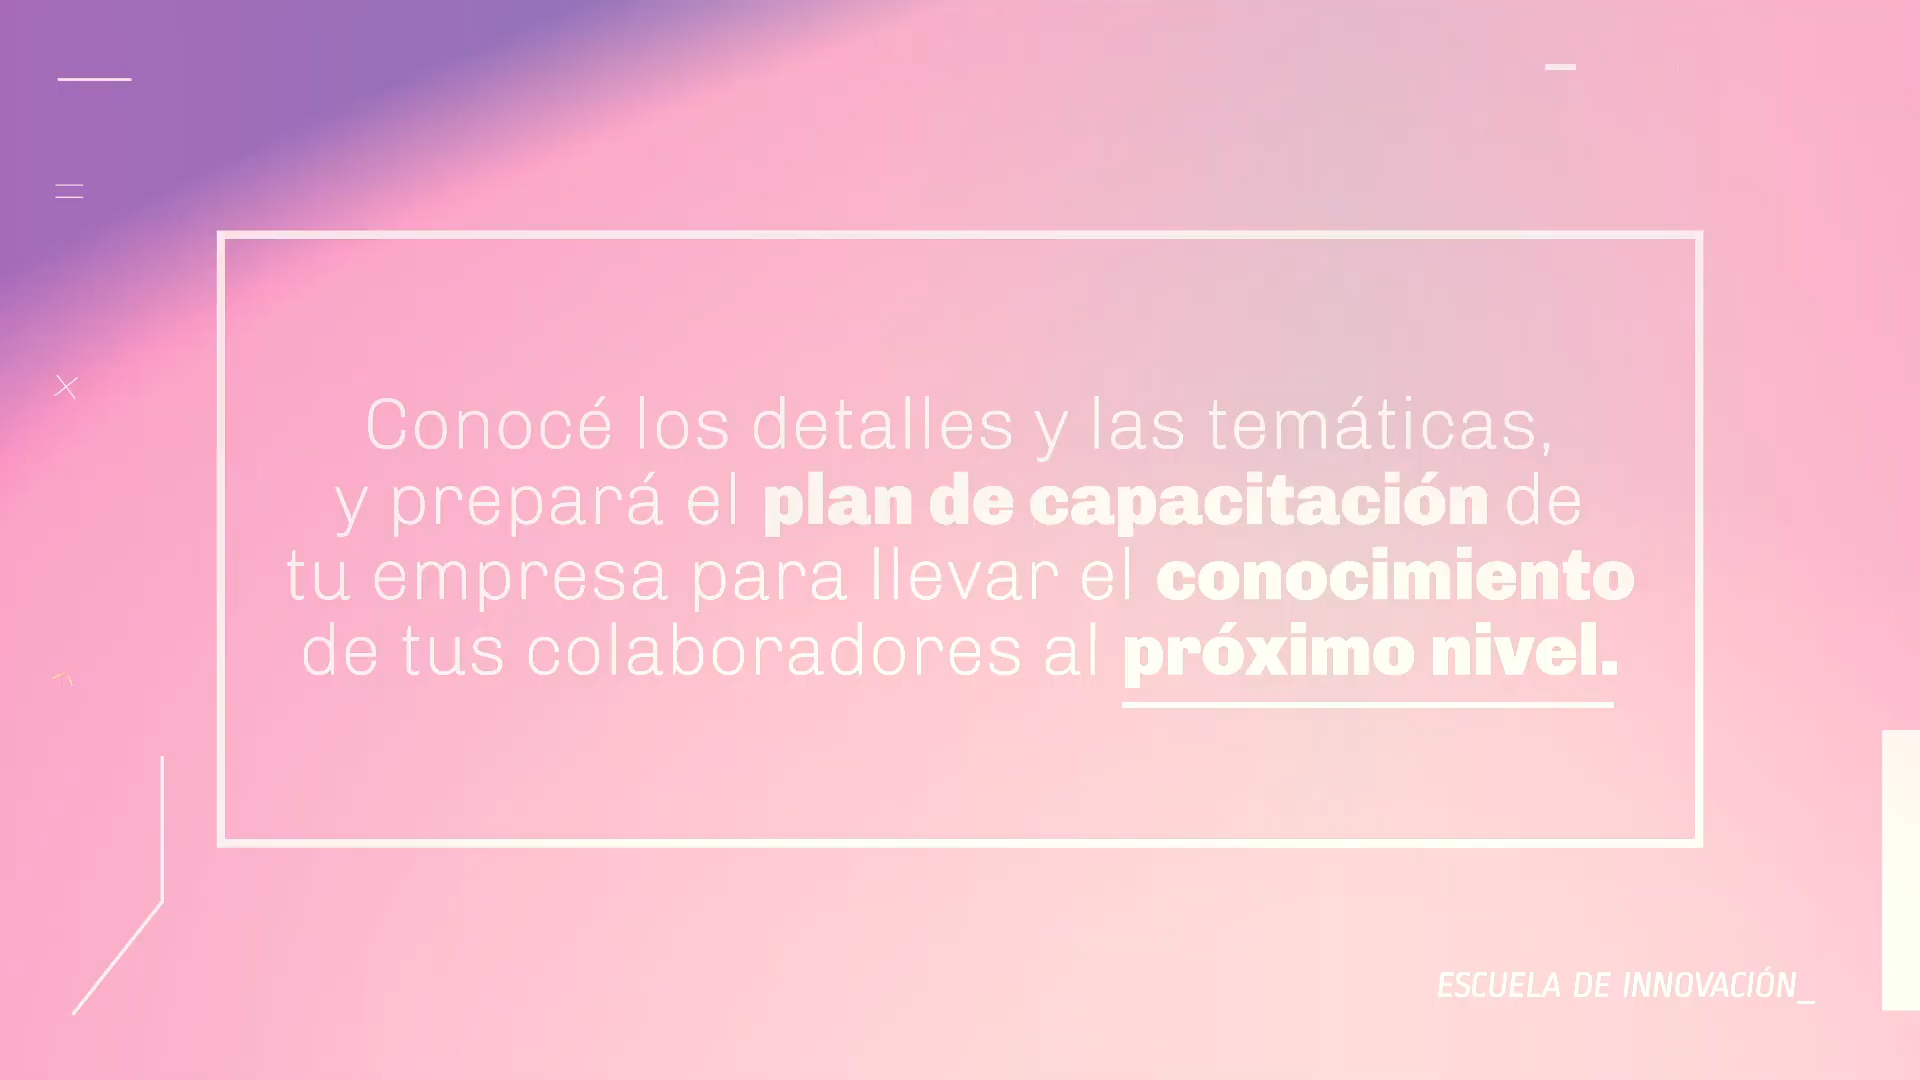 Conocé los detalles y las temáticas,
y prepará el plan de capacitación de
tu empresa para llevar el conocimiento
de tus colaboradores al próximo nivel.
ESCUELA DE INNOVACIÓN_